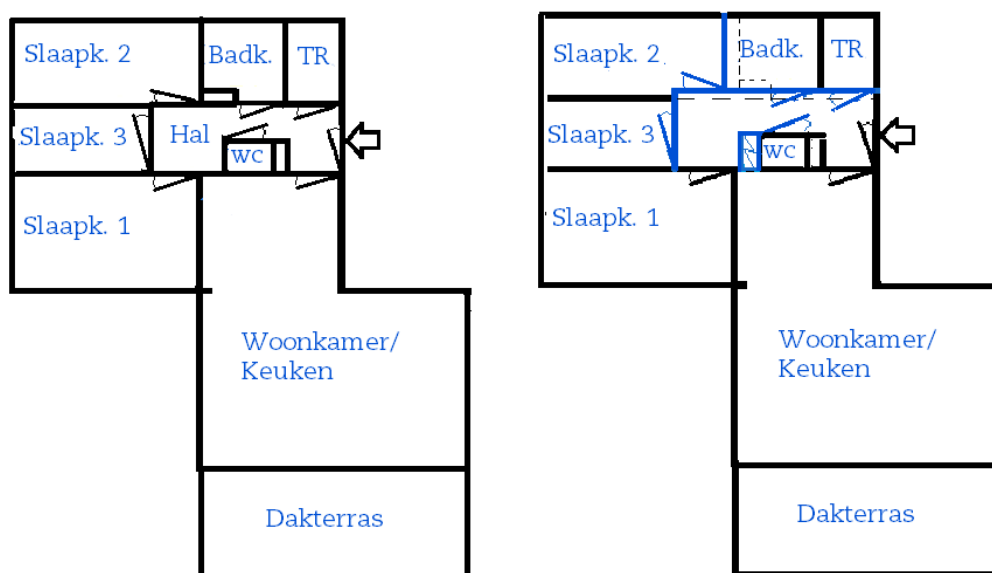 Slaapk. 2
Badk.
TR
Slaapk. 3
Hal
wc
Slaapk. 1
Woonkamer/
Keuken
Dakterras
Slaapk. 2
Badk.
TR
Slaapk. 3
wc
Slaapk. 1
Woonkamer/
Keuken
Dakterras